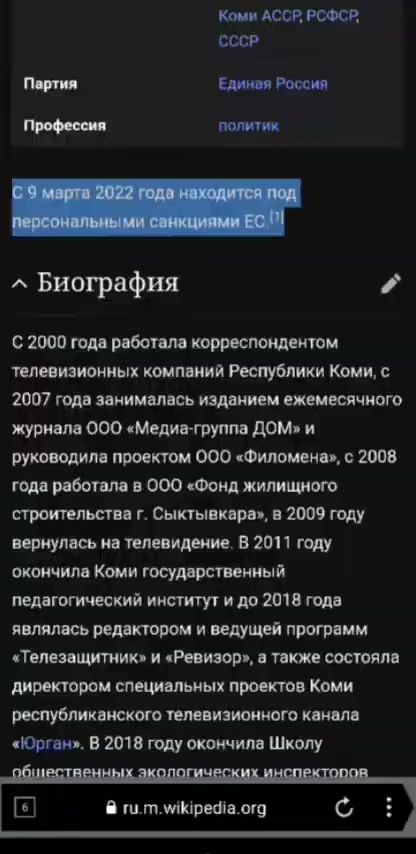 Коми АССР, РСФСР,
СССР
Партия Единая Россия
Профессия политик
С 9 марта 2022 года находится под
персональными санкциями ЕС.[1]
Биография
С 2000 года работала корреспондентом
телевизионных компаний Республики Коми, с
2007 года занималась изданием ежемесячного
журнала ООО «Медиа-группа ДОМ» и
руководила проектом ООО «Филомена», с 2008
года работала в ООО «Фонд жилищного
строительства г. Сыктывкара», в 2009 году
вернулась на телевидение. В 2011 году
окончила Коми государственный
педагогический институт и до 2018 года
являлась редактором и ведущей программ
«Телезащитник» и «Ревизор», а также состояла
директором специальных проектов Коми
республиканского телевизионного канала
«Юрган». В 2018 году окончила Школу
общественных экологических инспекторов
6 ru.m.wikipedia.org